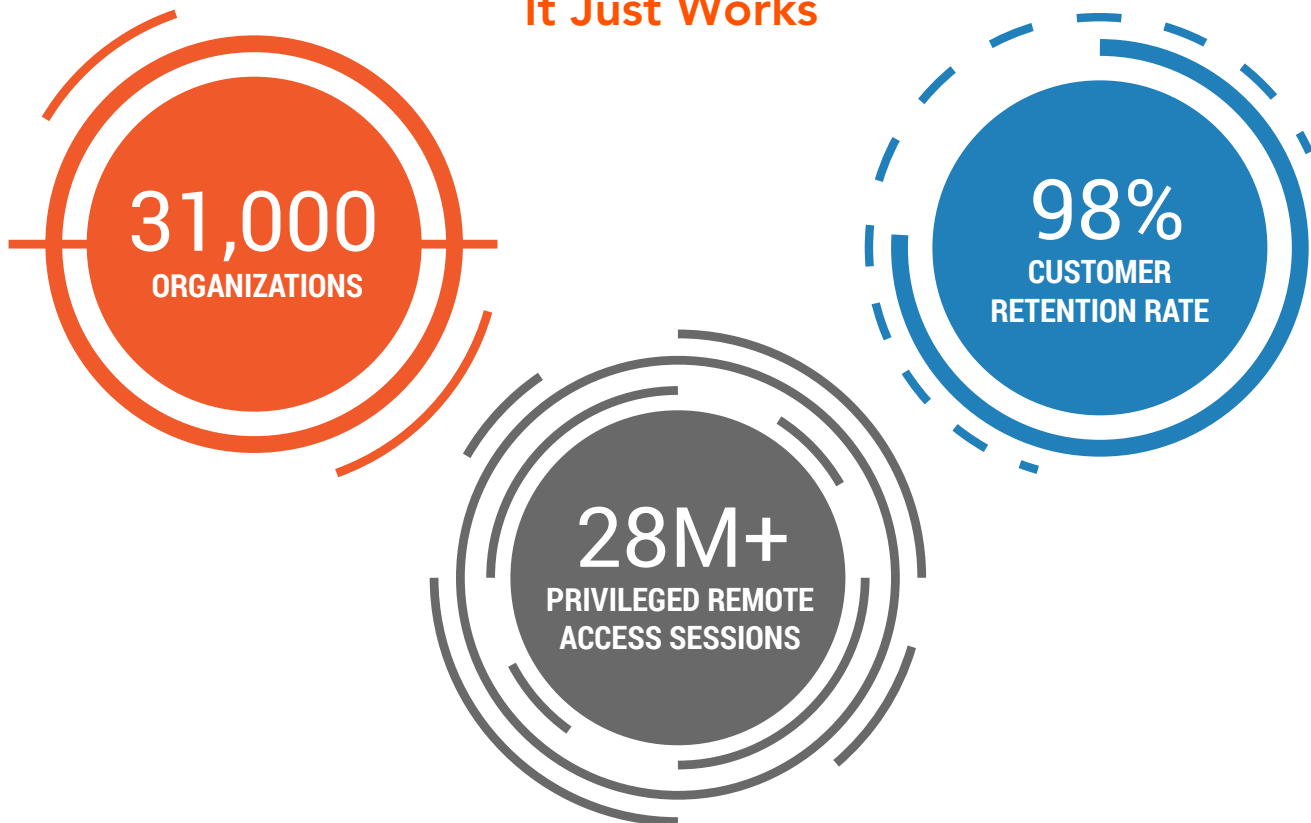 It Just Works
31,000
ORGANIZATIONS
98%
CUSTOMER
RETENTION RATE
28M+
PRIVILEGED REMOTE
ACCESS SESSIONS